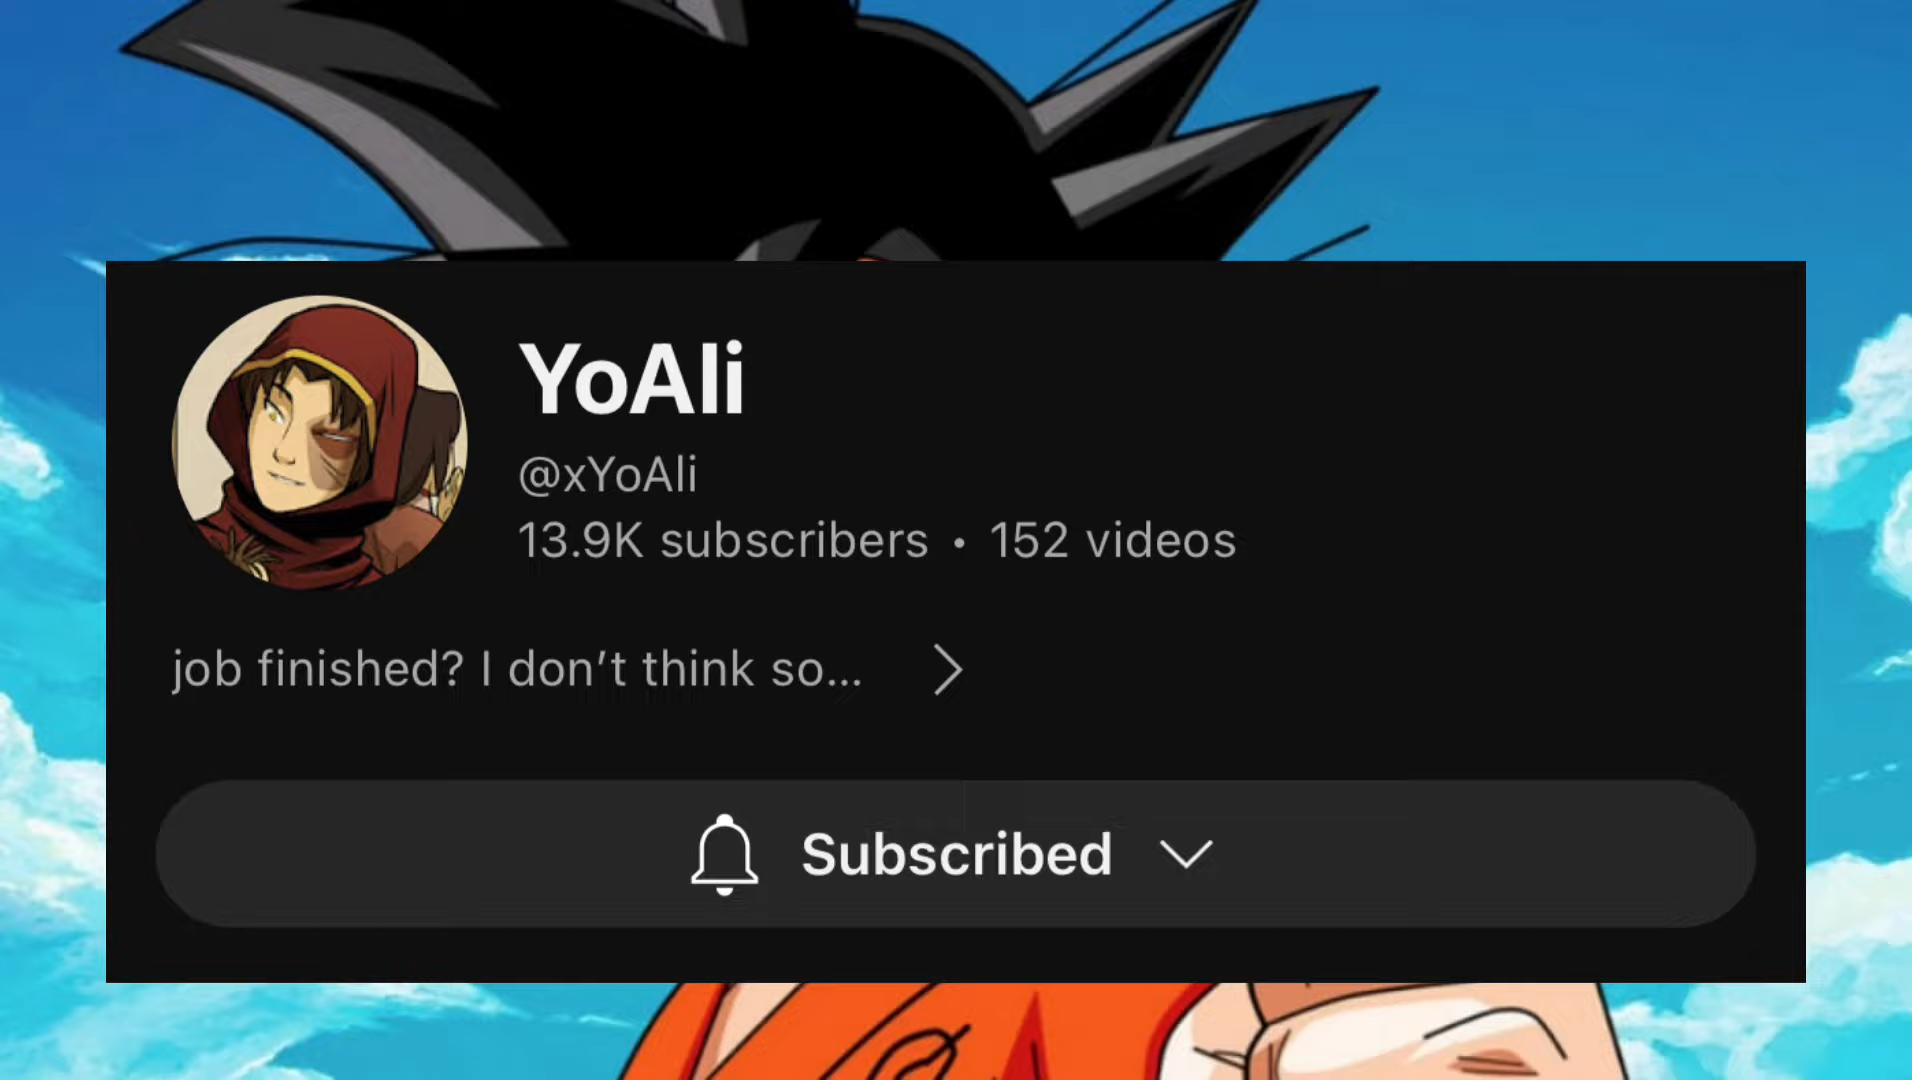 YoAli
@xYoAli
13.9K subscribers • 152 videos
job finished? I don’t think so...
Subscribed